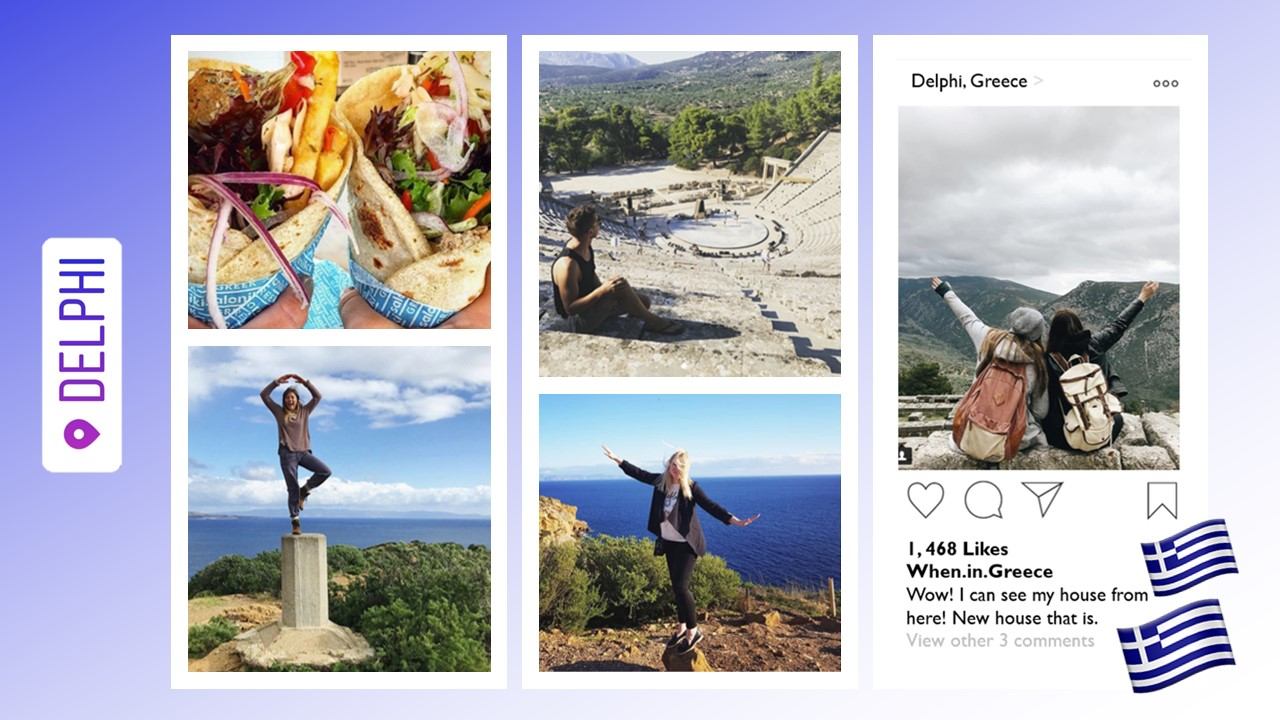 DELPHI
GREEK
Delphi, Greece >
1, 468 Likes
When.in.Greece
Wow! I can see my house from
here! New house that is.
View other 3 comments